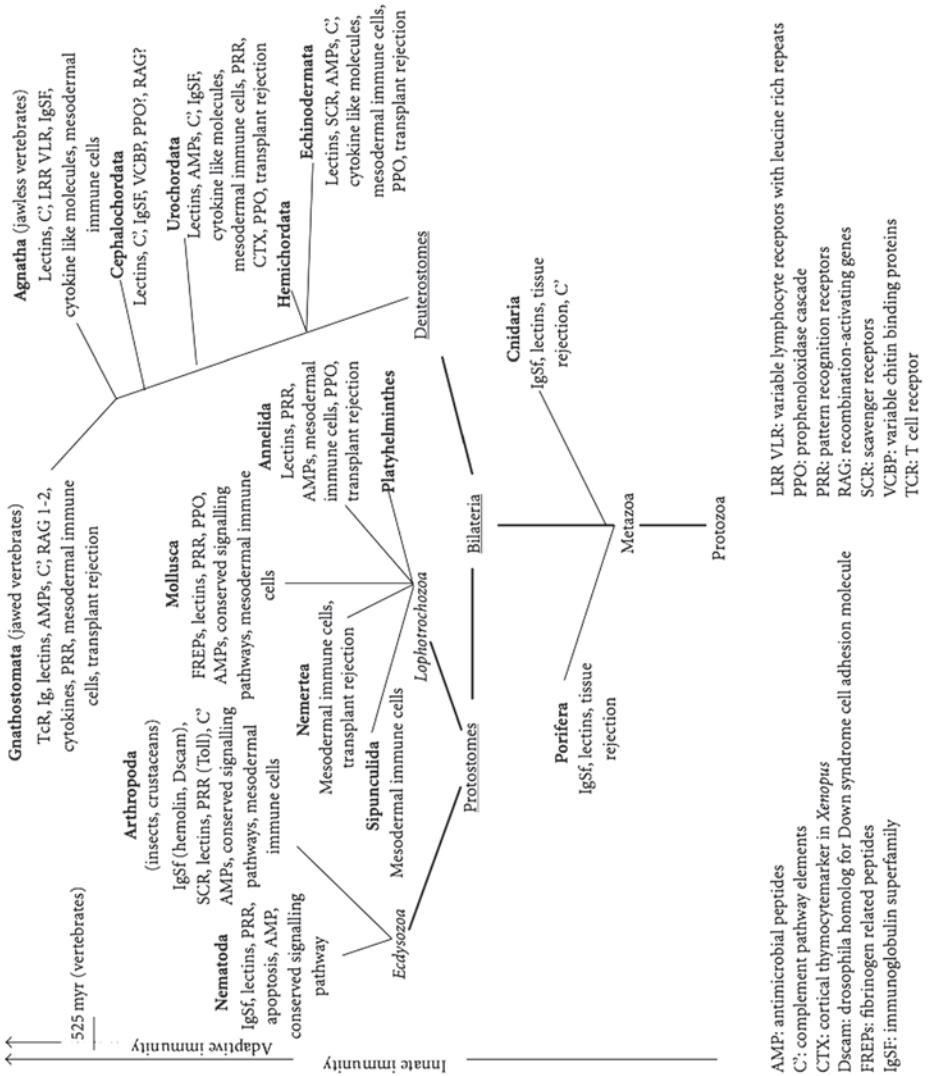 525 myr (vertebrates)
Adaptive immunity
Innate immunity
Gnathostomata (jawed vertebrates)
TcR, Ig, lectins, AMPs, C', RAG 1-2,
cytokines, PRR, mesodermal immune
cells, transplant rejection
Agnatha (jawless vertebrates)
Lectins, C', LRR VLR, IgSF,
cytokine like molecules, mesodermal
immune cells
Cephalochordata
Lectins, C', IgSF, VCBP, PPO?, RAG?
Urochordata
Lectins, AMPs, C', IgSF,
cytokine like molecules,
mesodermal immune cells, PRR,
CTX, PPO, transplant rejection
Hemichordata
Echinodermata
Lectins, SCR, AMPs, C',
cytokine like molecules,
mesodermal immune cells,
PPO, transplant rejection
Arthropoda
(insects, crustaceans)
IgSf (hemolin, Dscam),
SCR, lectins, PRR (Toll), C'
AMPs, conserved signalling
pathways, mesodermal
immune cells
Nematoda
IgSf, lectins, PRR,
apoptosis, AMP,
conserved signalling
pathway
Mollusca
FREPs, lectins, PRR, PPO,
AMPs, conserved signalling
pathways, mesodermal immune
cells
Annelida
Lectins, PRR,
AMPs, mesodermal
immune cells, PPO,
transplant rejection
Nemertea
Mesodermal immune cells,
transplant rejection
Sipunculida
Mesodermal immune cells
Platyhelminthes
Ecdysozoa
Lophotrochozoa
Protostomes
Bilateria
Deuterostomes
Porifera
IgSf, lectins, tissue
rejection
Cnidaria
IgSf, lectins, tissue
rejection, C'
Metazoa
Protozoa
AMP: antimicrobial peptides
C': complement pathway elements
CTX: cortical thymocytemarker in Xenopus
Dscam: drosophila homolog for Down syndrome cell adhesion molecule
FREPs: fibrinogen related peptides
IgSF: immunoglobulin superfamily
LRR VLR: variable lymphocyte receptors with leucine rich repeats
PPO: prophenoloxidase cascade
PRR: pattern recognition receptors
RAG: recombination-activating genes
SCR: scavenger receptors
VCBP: variable chitin binding proteins
TCR: T cell receptor